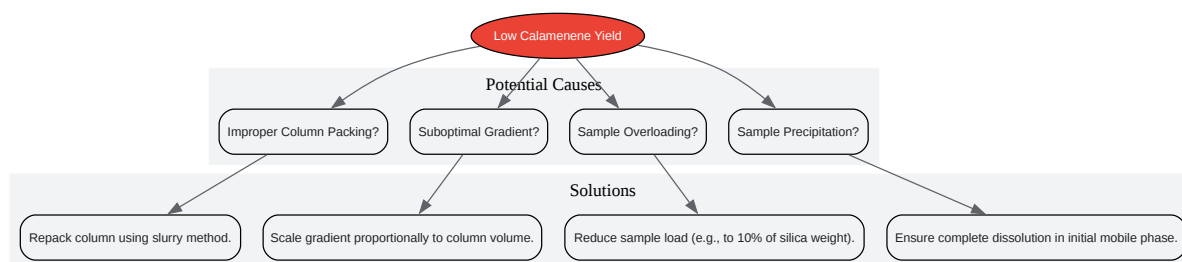 Low Calamenene Yield
Potential Causes
Improper Column Packing?
Suboptimal Gradient?
Sample Overloading?
Sample Precipitation?
Solutions
Repack column using slurry method.
Scale gradient proportionally to column volume.
Reduce sample load (e.g., to 10% of silica weight).
Ensure complete dissolution in initial mobile phase.